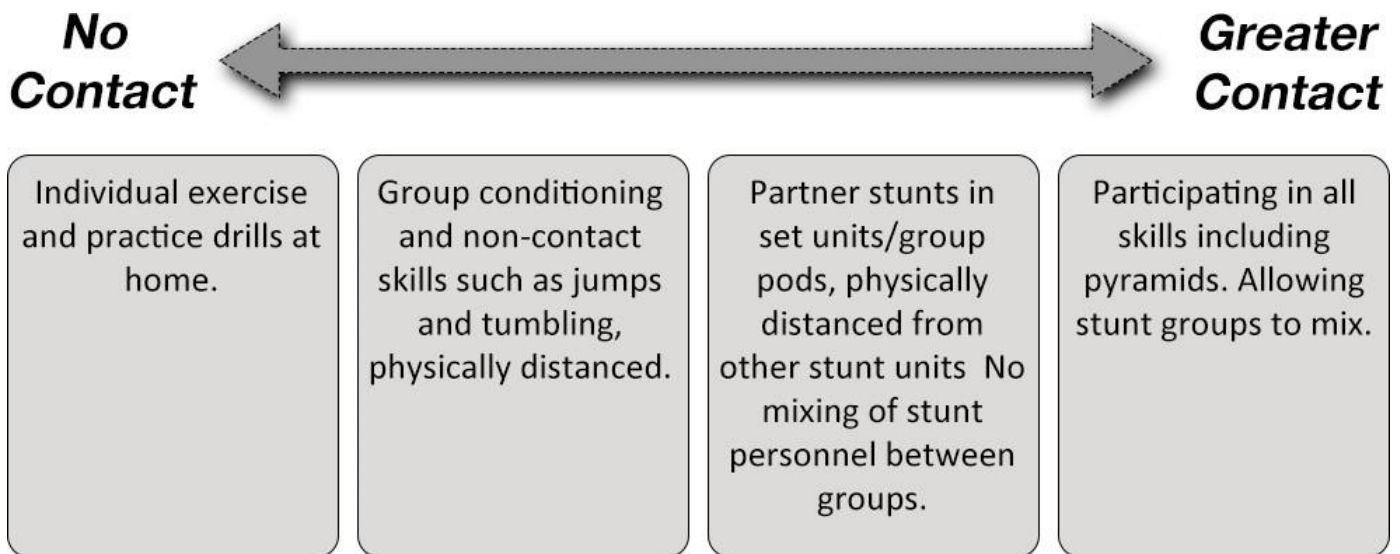 No
Contact
Greater
Contact
Individual exercise
and practice drills at
home.
Group conditioning
and non-contact
skills such as jumps
and tumbling,
physically distanced.
Partner stunts in
set units/group
pods, physically
distanced from
other stunt units  No
mixing of stunt
personnel between
groups.
Participating in all
skills including
pyramids. Allowing
stunt groups to mix.